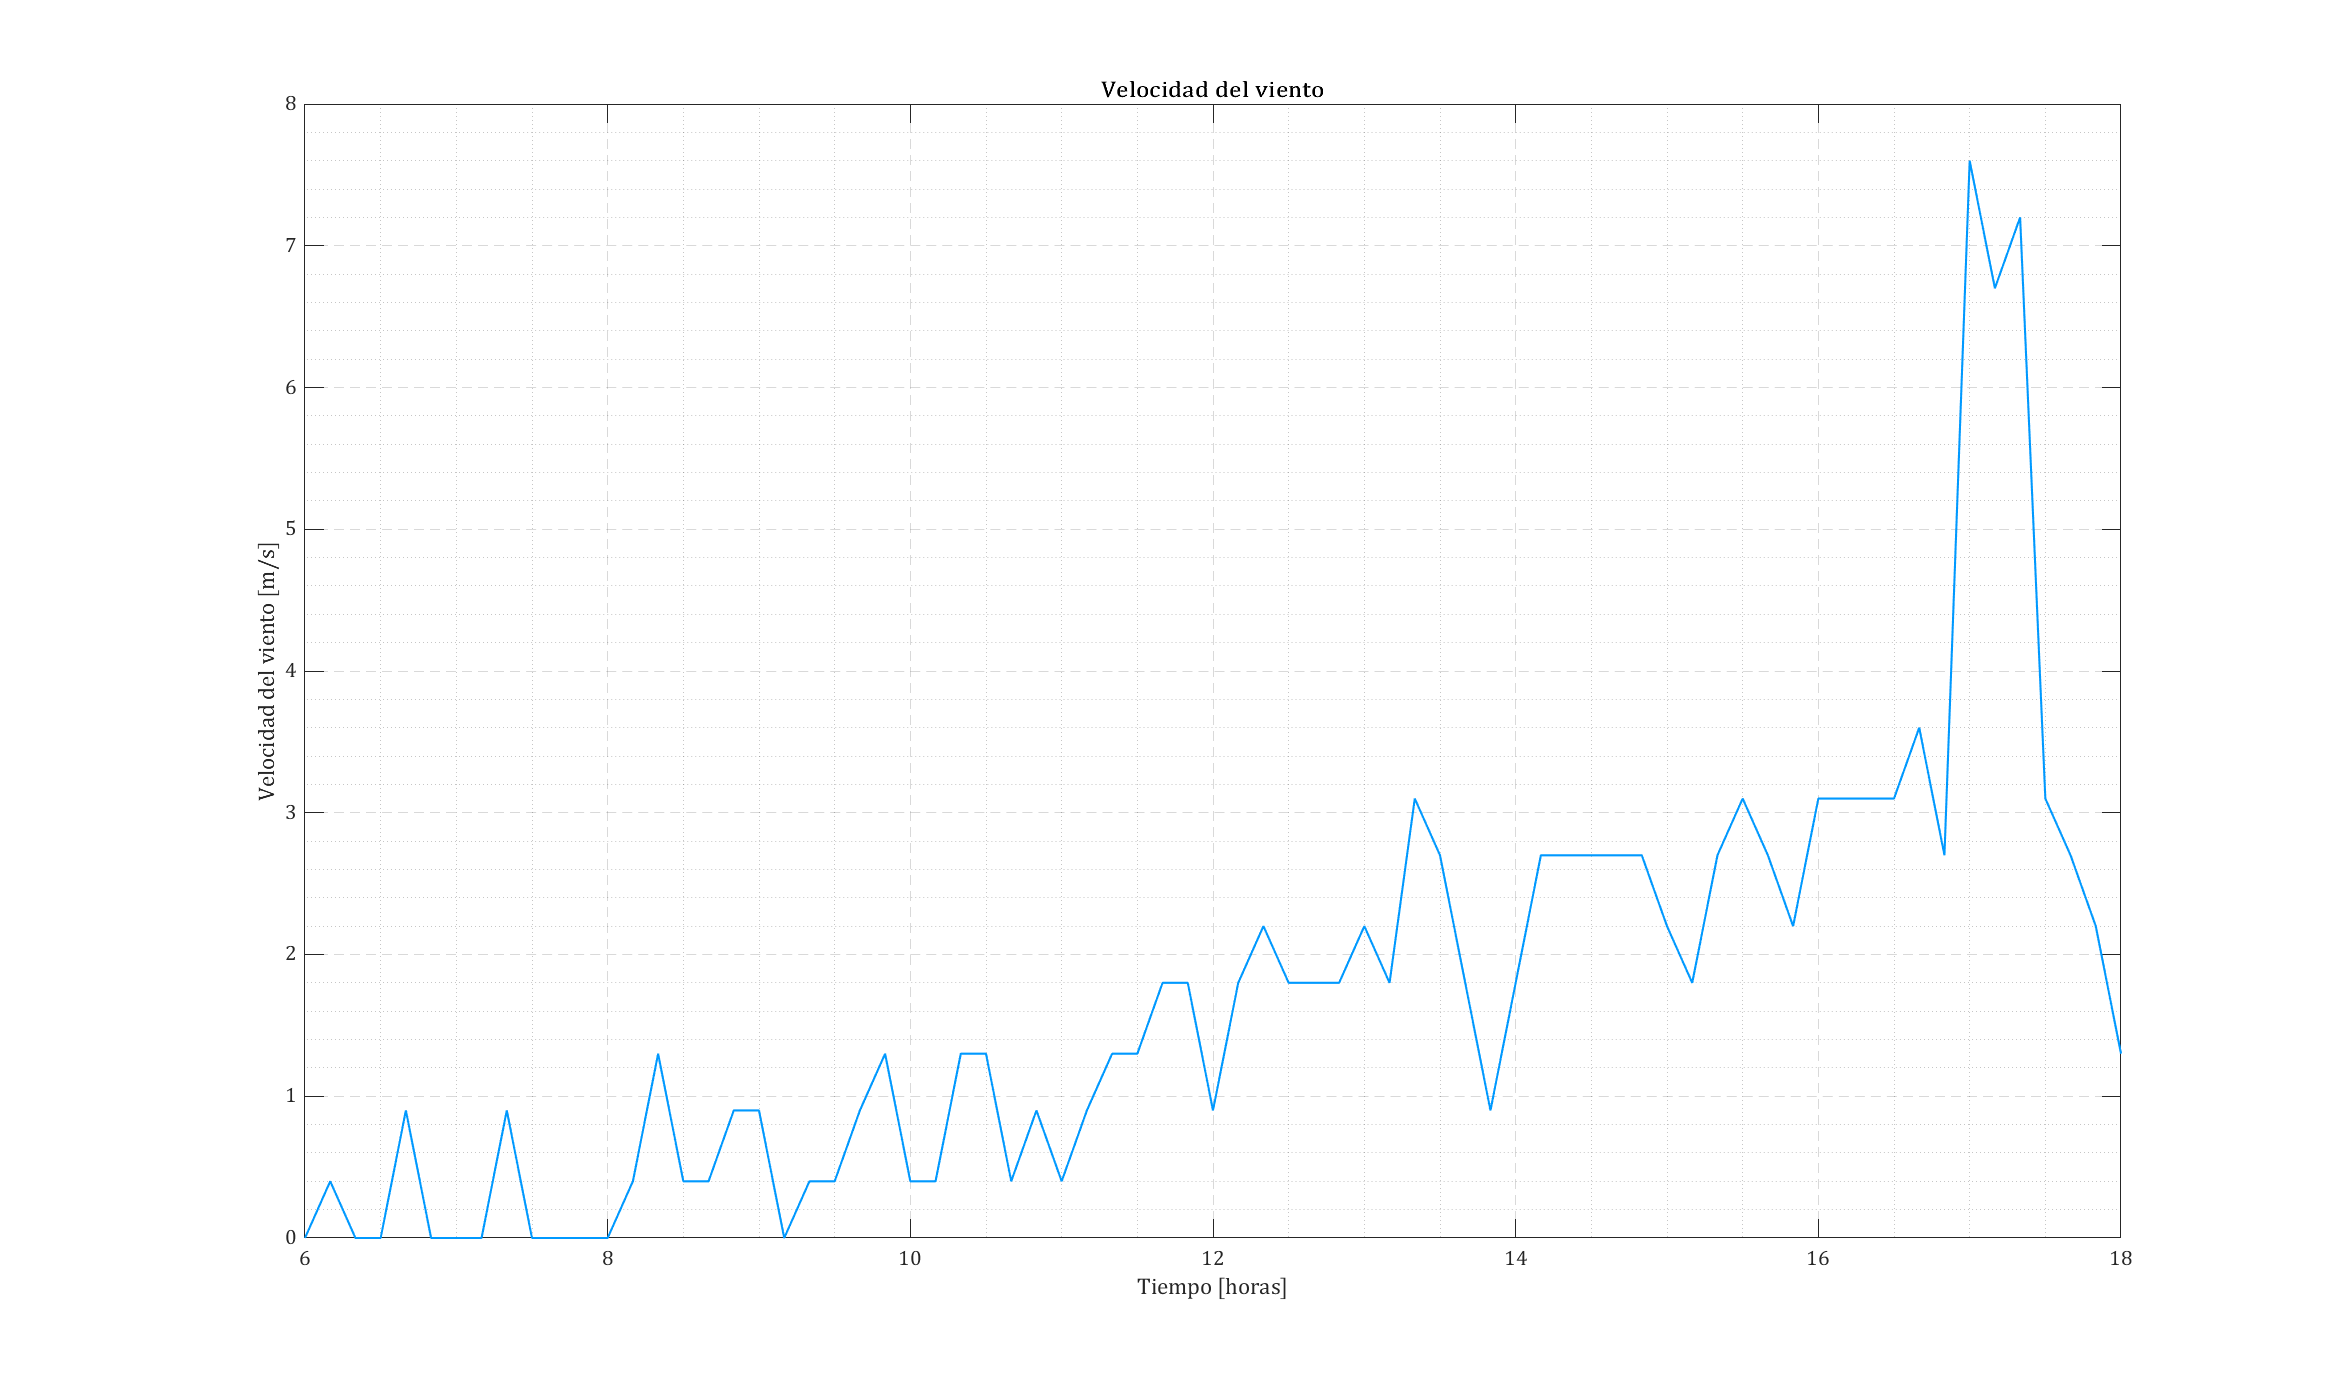 Velocidad del viento
8
7
6
5
4
3
2
1
0
Velocidad del viento [m/s]
6 8 10 12 14 16 18
Tiempo [horas]